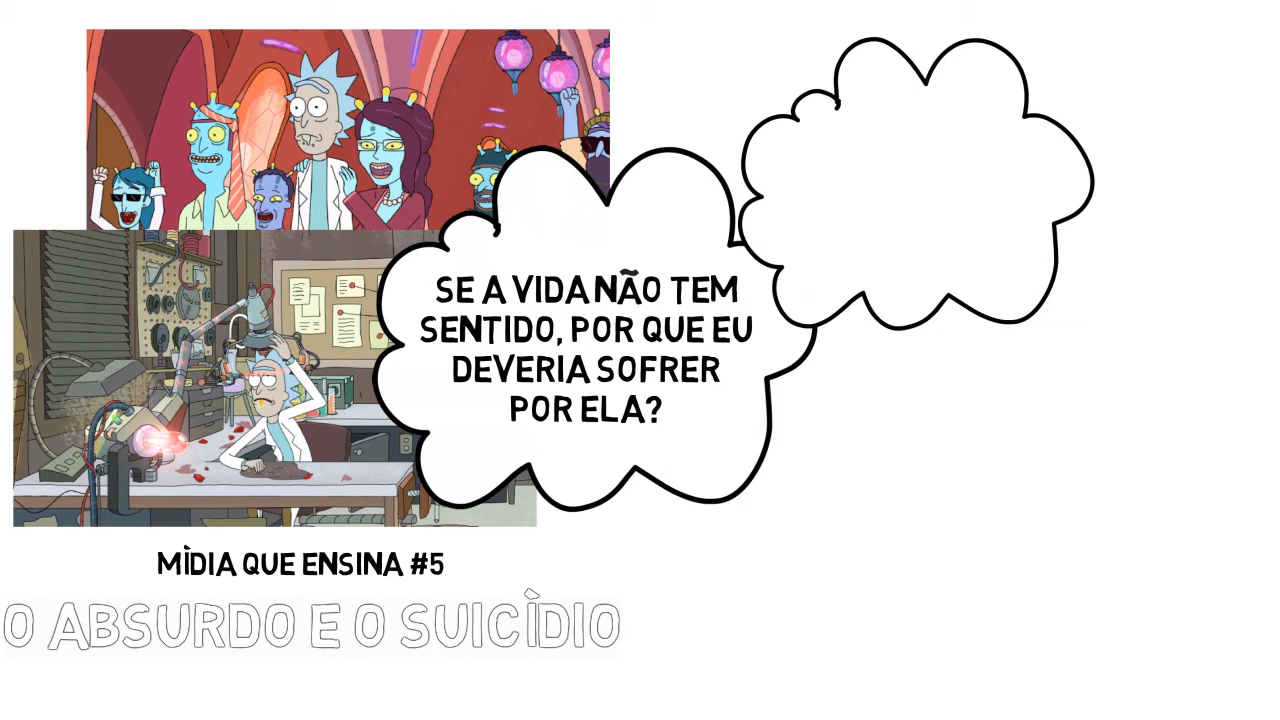 SE A VIDA NÃO TEM
SENTIDO, POR QUE EU
DEVERIA SOFRER
POR ELA?
MÌDIA QUE ENSINA #5
O ABSURDO E O SUICÌDIO